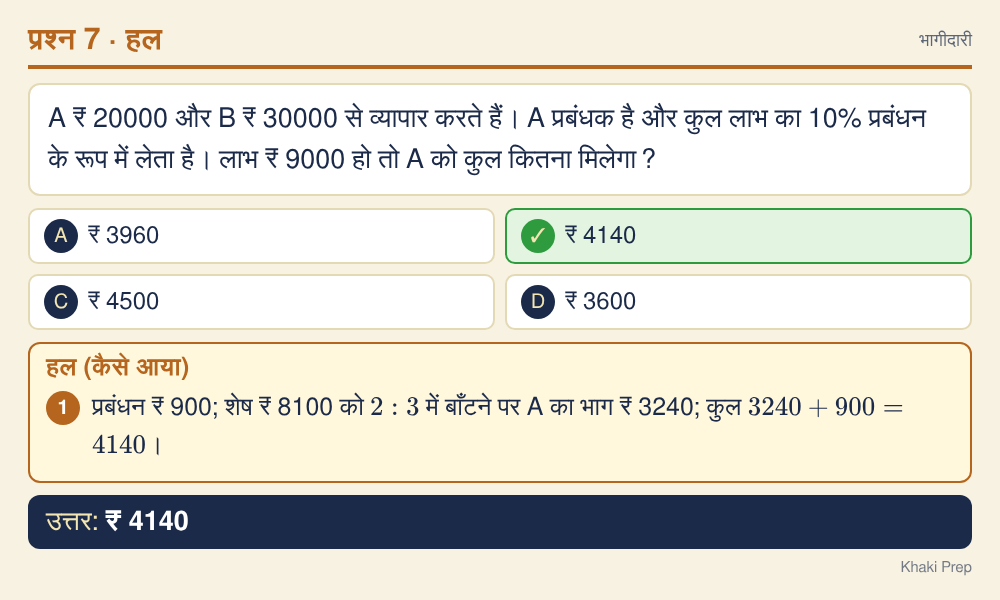 प्रश्न 7 · हल
भागीदारी
A ₹ 20000 और B ₹ 30000 से व्यापार करते हैं। A प्रबंधक है और कुल लाभ का 10% प्रबंधन
के रूप में लेता है। लाभ ₹ 9000 हो तो A को कुल कितना मिलेगा?
A ₹ 3960
✓ ₹ 4140
C ₹ 4500
D ₹ 3600
हल (कैसे आया)
1 प्रबंधन ₹ 900; शेष ₹ 8100 को 2 : 3 में बाँटने पर A का भाग ₹ 3240; कुल 3240 + 900 =
4140।
उत्तर: ₹ 4140
Khaki Prep